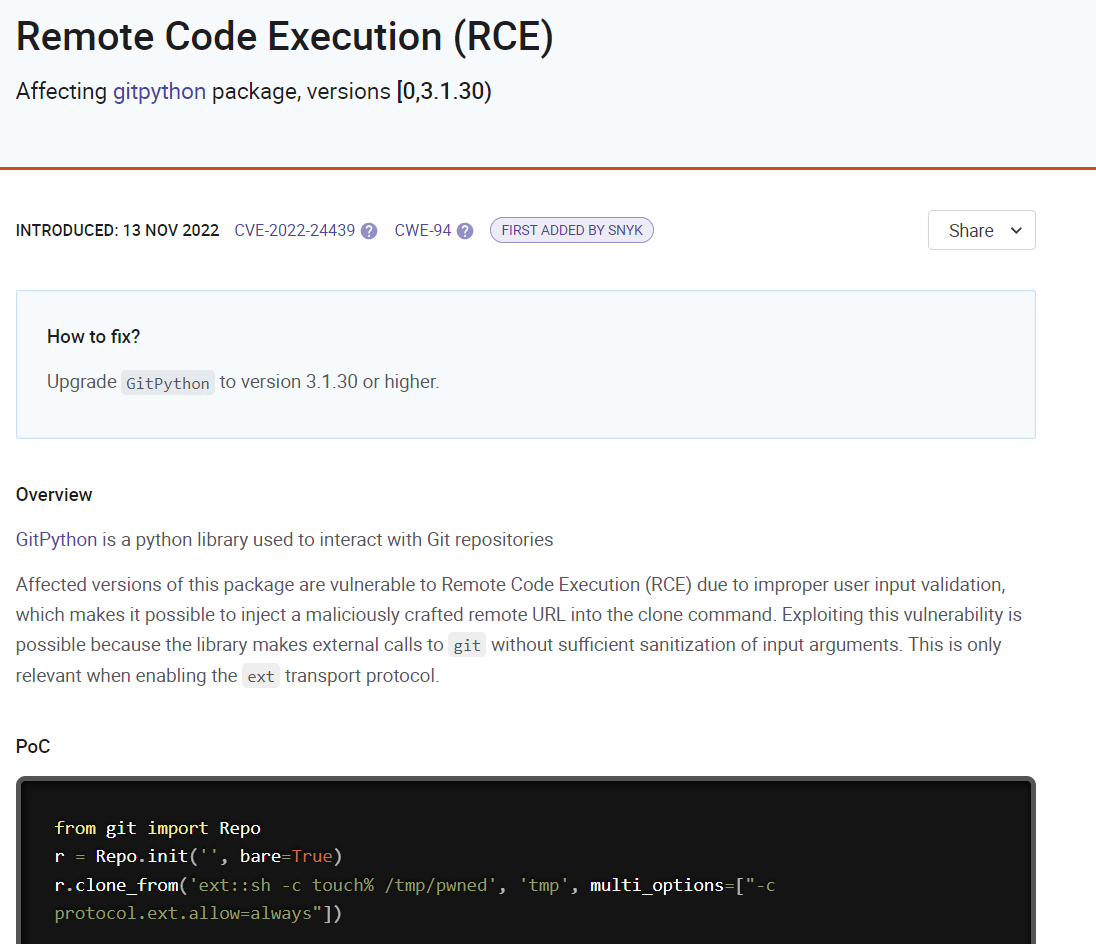 Remote Code Execution (RCE)
Affecting gitpython package, versions [0,3.1.30)
INTRODUCED: 13 NOV 2022 CVE-2022-24439 ? CWE-94 ? FIRST ADDED BY SNYK Share
How to fix?
Upgrade GitPython to version 3.1.30 or higher.
Overview
GitPython is a python library used to interact with Git repositories
Affected versions of this package are vulnerable to Remote Code Execution (RCE) due to improper user input validation,
which makes it possible to inject a maliciously crafted remote URL into the clone command. Exploiting this vulnerability is
possible because the library makes external calls to git without sufficient sanitization of input arguments. This is only
relevant when enabling the ext transport protocol.
PoC
from git import Repo
r = Repo.init('', bare=True)
r.clone_from('ext::sh -c touch% /tmp/pwned', 'tmp', multi_options=["-c
protocol.ext.allow=always"])